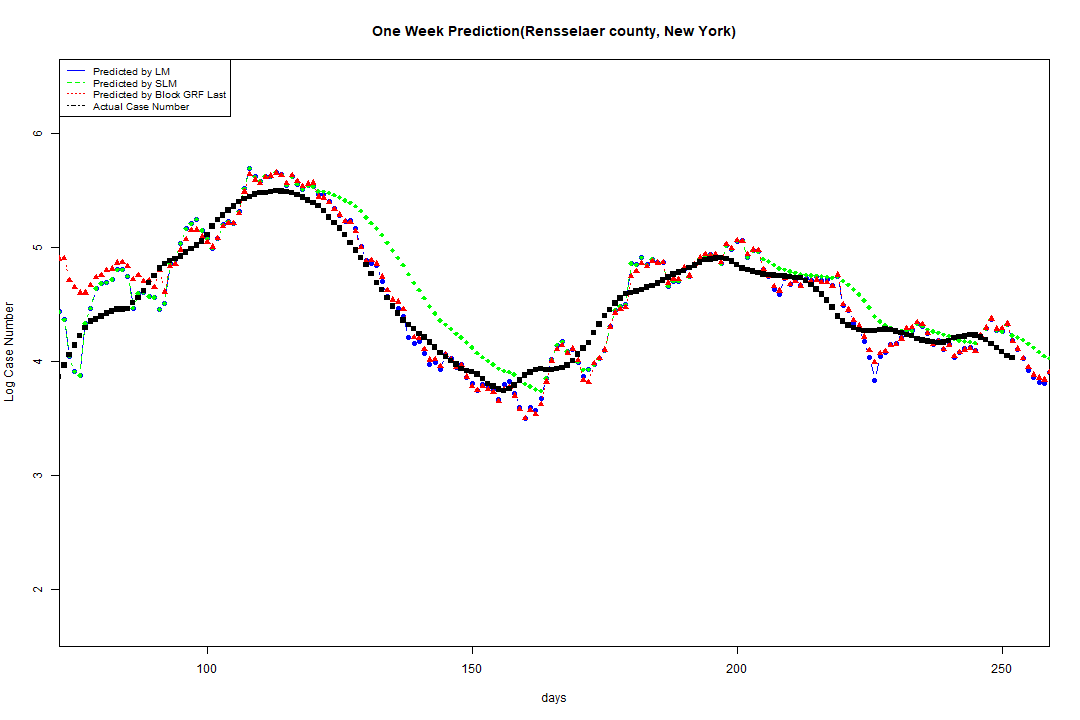 One Week Prediction(Rensselaer county, New York)
Predicted by LM
Predicted by SLM
Predicted by Block GRF Last
Actual Case Number
6
5
4
3
2
Log Case Number
100 150 200 250
days